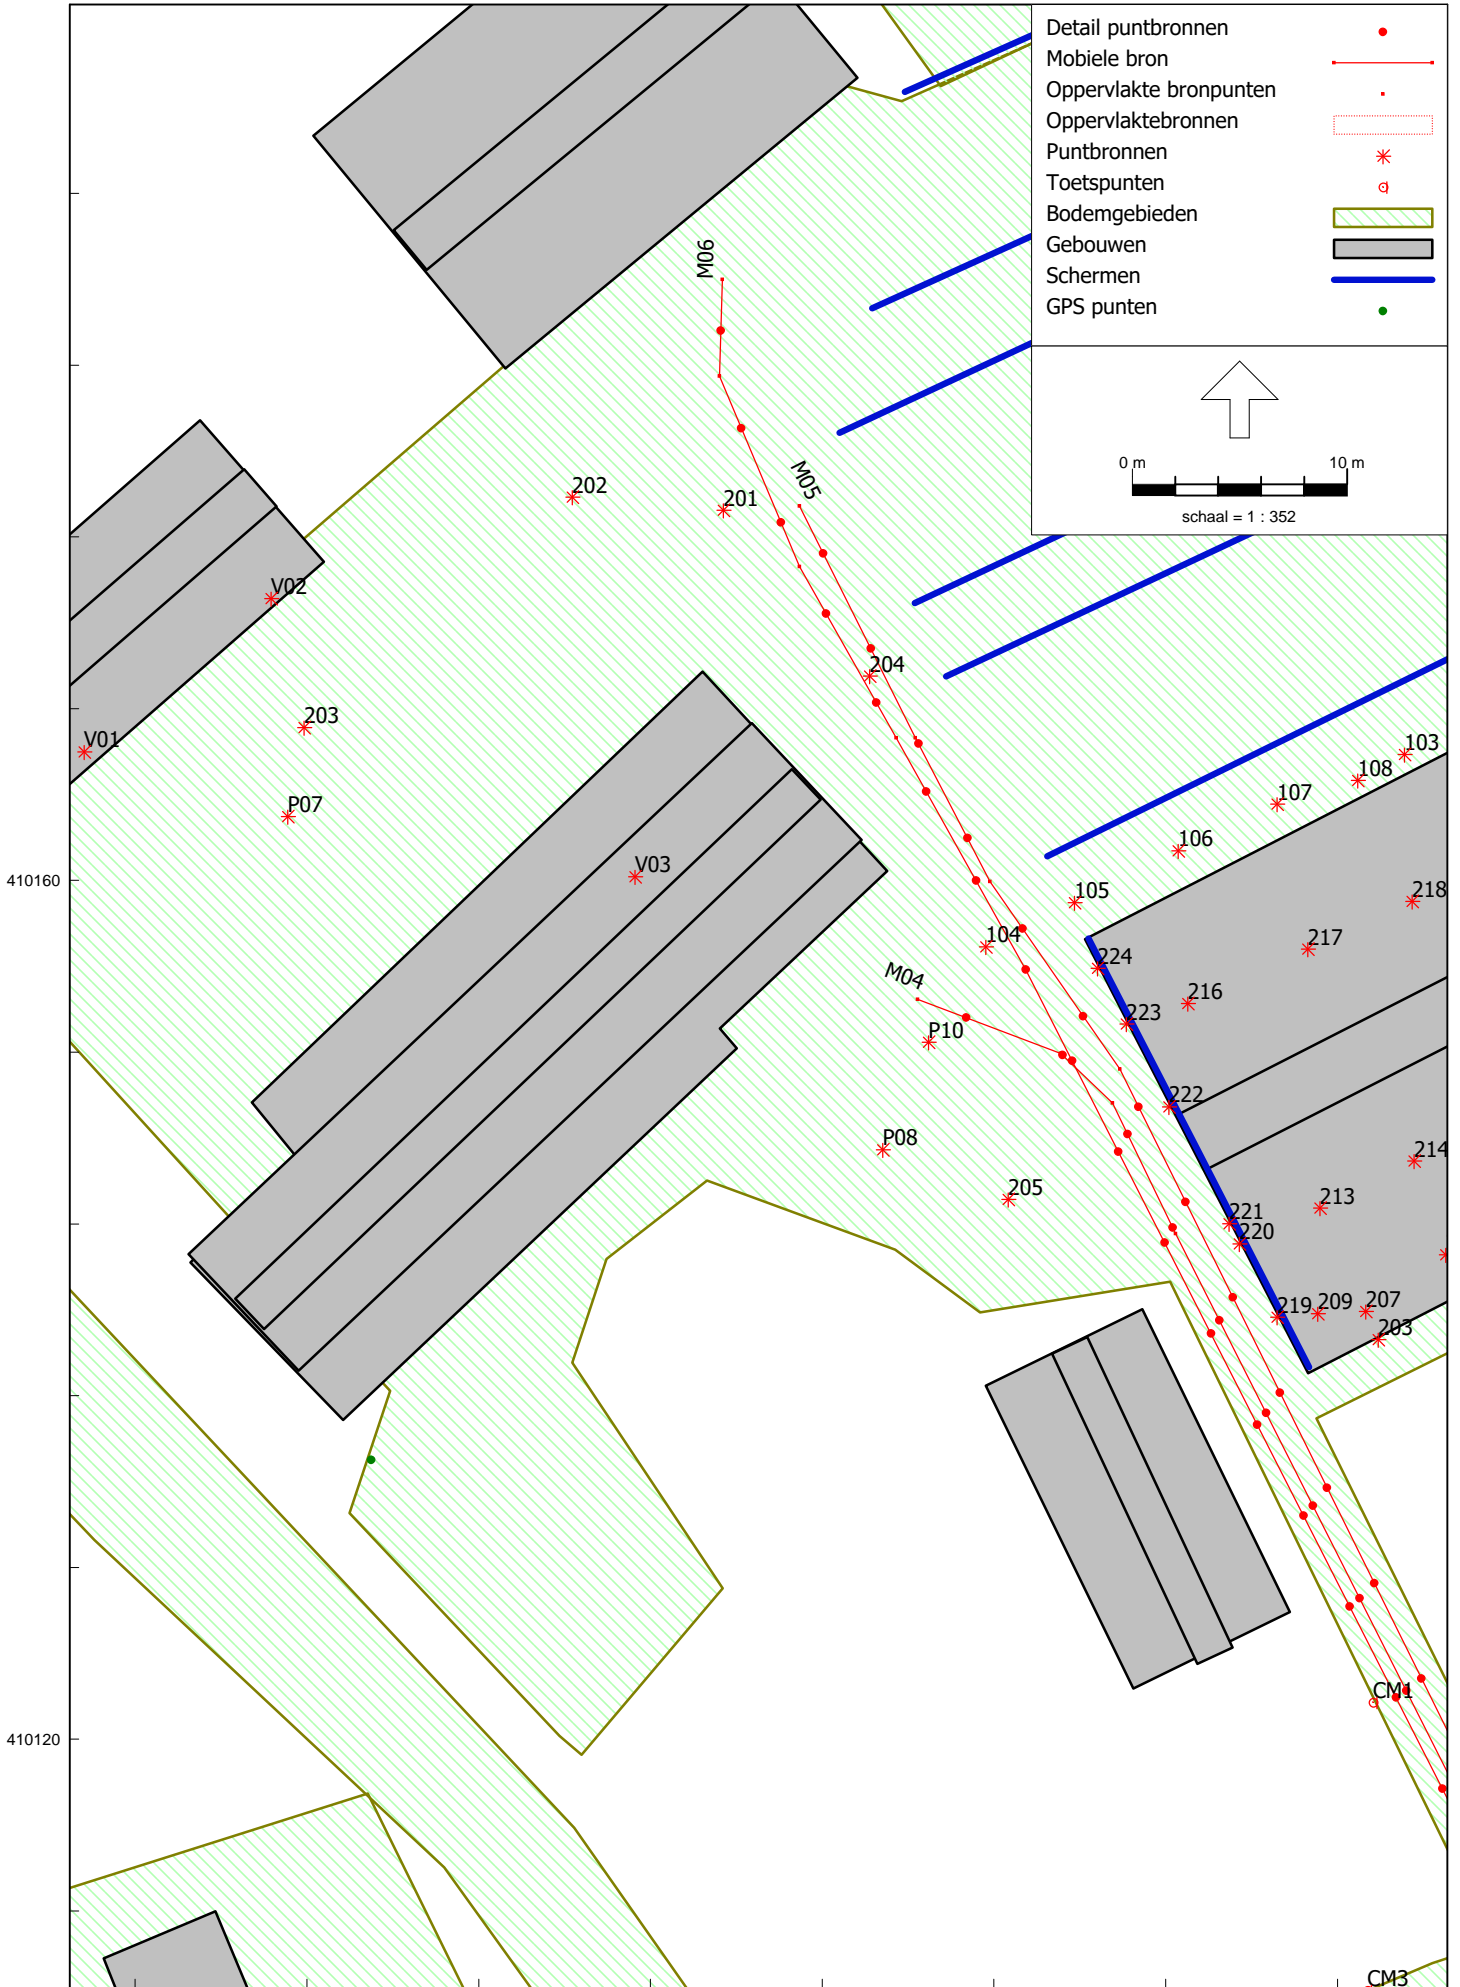 Detail puntbronnen
Mobiele bron
Oppervlakte bronpunten
Oppervlaktebronnen
Puntbronnen
Toetspunten
Bodemgebieden
Gebouwen
Schermen
GPS punten
0 m 10 m
schaal = 1 : 352
M06
M05
202
201
V02
204
203
V01
103
108
P07
107
106
V03
410160
105
218
104
217
224
M04
216
223
P10
222
P08
214
205
213
221
220
219
209
207
203
CM1
410120
CM3